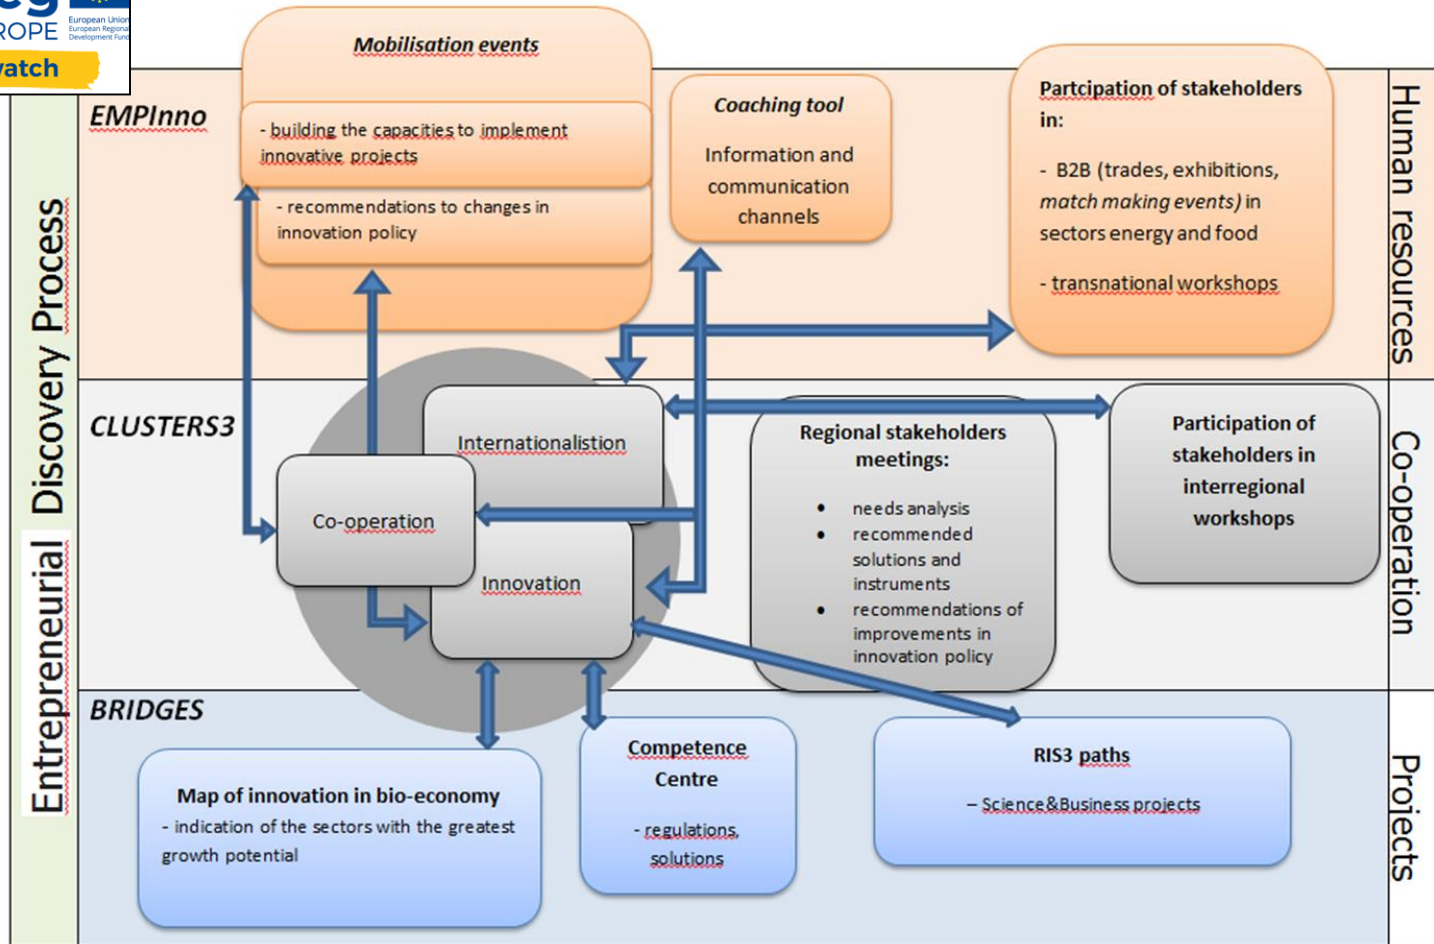 ROPE
European Union
European Regional
Development Fund
watch
Entrepreneurial Discovery Process
EMPInno
Mobilisation events
- building the capacities to implement
innovative projects
- recommendations to changes in
innovation policy
Coaching tool
Information and
communication
channels
Partcipation of stakeholders
in:
- B2B (trades, exhibitions,
match making events) in
sectors energy and food
- transnational workshops
Human resources
CLUSTERS3
Internationalistion
Co-operation
Innovation
Regional stakeholders
meetings:
• needs analysis
• recommended
solutions and
instruments
• recommendations of
improvements in
innovation policy
Participation of
stakeholders in
interregional
workshops
Co-operation
BRIDGES
Map of innovation in bio-economy
- indication of the sectors with the greatest
growth potential
Competence
Centre
- regulations,
solutions
RIS3 paths
– Science&Business projects
Projects